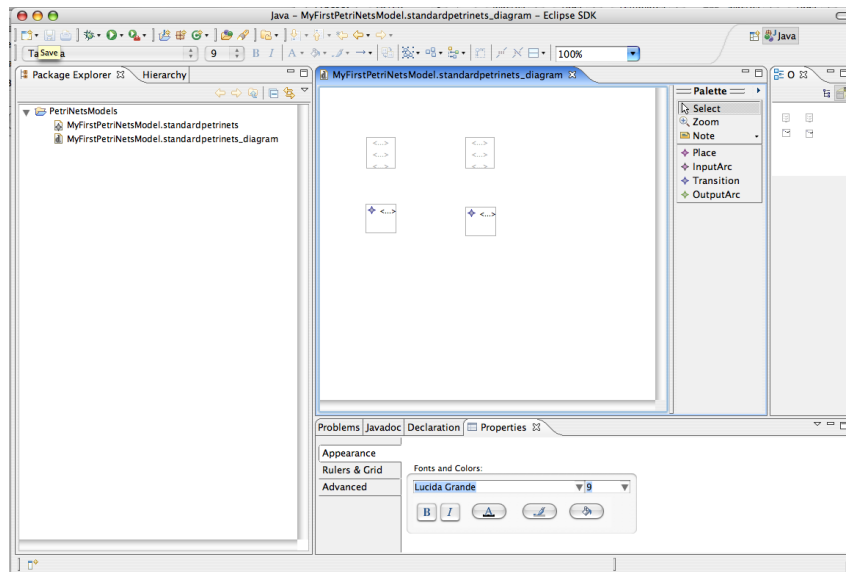 Java – MyFirstPetriNetsModel.standardpetrinets_diagram – Eclipse SDK
Java
Ta Save a
9
B I A
100%
Package Explorer Hierarchy
MyFirstPetriNetsModel.standardpetrinets_diagram
O
PetriNetsModels
MyFirstPetriNetsModel.standardpetrinets
MyFirstPetriNetsModel.standardpetrinets_diagram
<...> <...>
<...> <...>
<...> <...>
<...> <...>
Palette
Select
Zoom
Note
Place
InputArc
Transition
OutputArc
Problems Javadoc Declaration Properties
Appearance
Rulers & Grid
Advanced
Fonts and Colors:
Lucida Grande 9
B I A